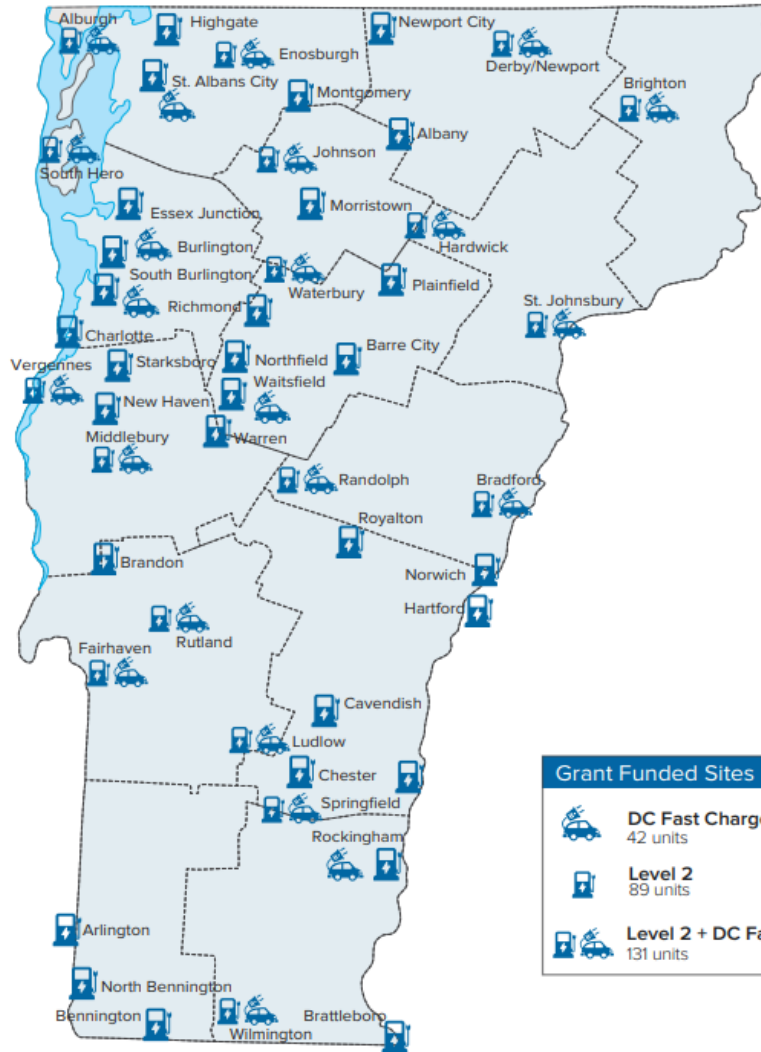 Alburgh
Highgate
Newport City
Enosburgh
Derby/Newport
St. Albans City
Brighton
Montgomery
Albany
Johnson
South Hero
Essex Junction
Morristown
Hardwick
Burlington
South Burlington
Waterbury
Plainfield
Richmond
St. Johnsbury
Charlotte
Barre City
Vergennes
Starksboro
Northfield
Waitsfield
New Haven
Middlebury
Warren
Randolph
Bradford
Royalton
Brandon
Norwich
Hartford
Rutland
Fairhaven
Cavendish
Ludlow
Chester
Springfield
Rockingham
Arlington
North Bennington
Bennington
Wilmington
Brattleboro
Grant Funded Sites
DC Fast Charge
42 units
Level 2
89 units
Level 2 + DC Fa
131 units